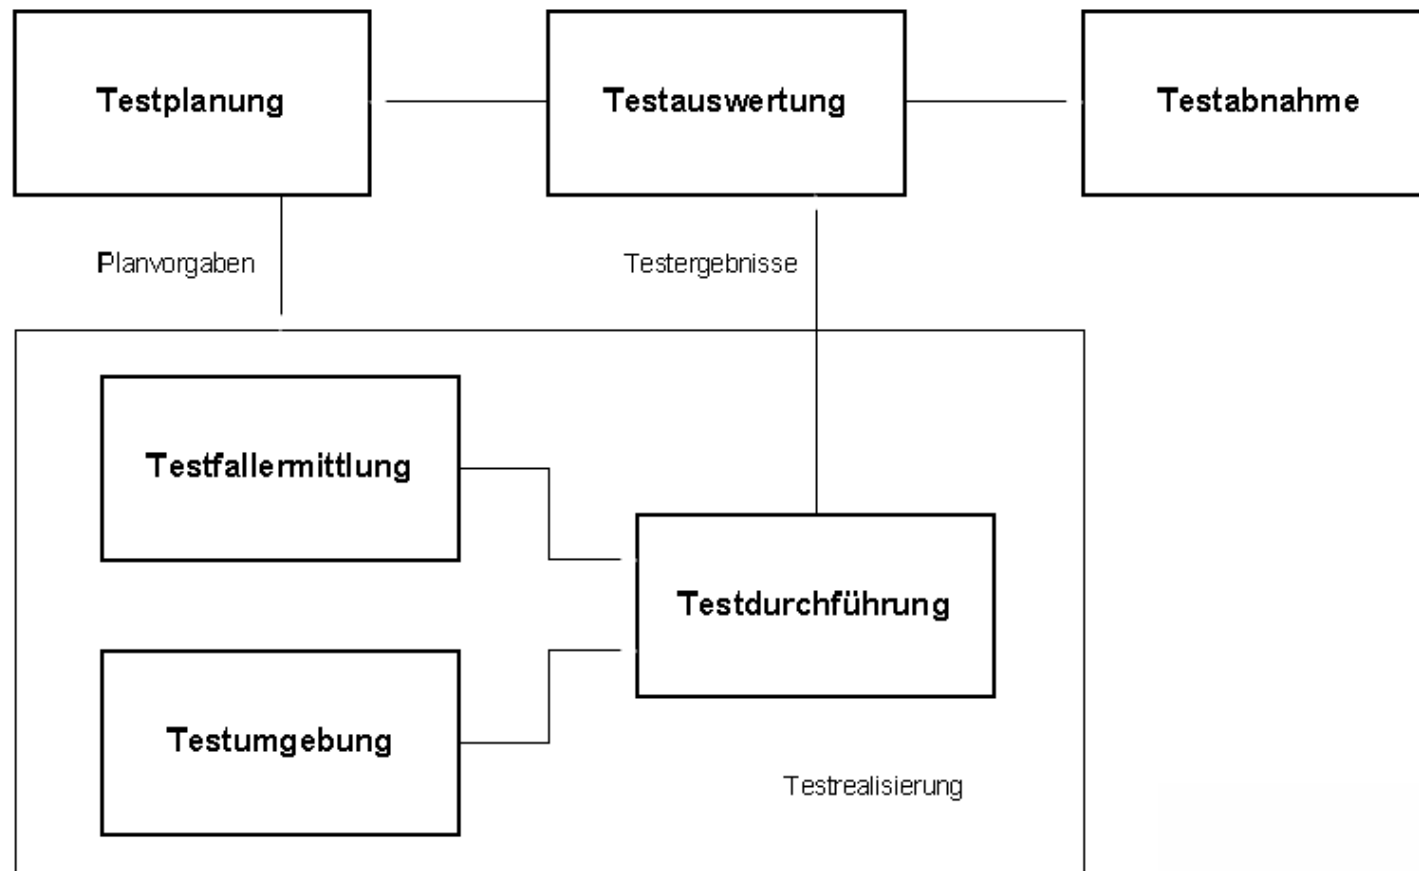 Testplanung
Testauswertung
Testabnahme
Planvorgaben
Testergebnisse
Testfallermittlung
Testdurchführung
Testumgebung
Testrealisierung